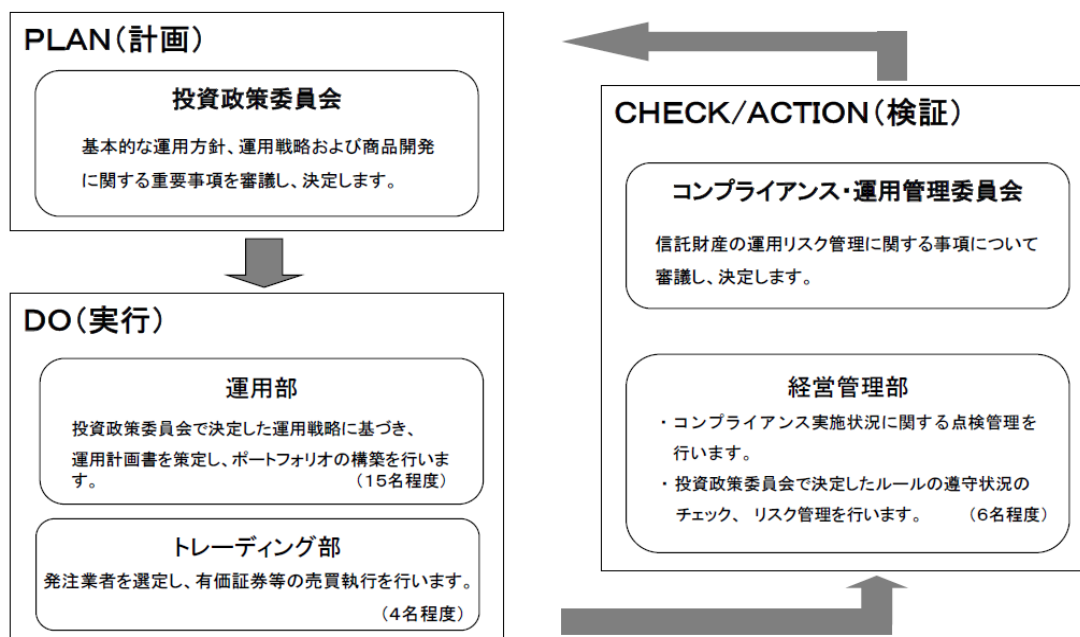 PLAN(計画)
投資政策委員会
基本的な運用方針、運用戦略および商品開発
に関する重要事項を審議し、決定します。
DO(実行)
運用部
投資政策委員会で決定した運用戦略に基づき、
運用計画書を策定し、ポートフォリオの構築を行いま
す。 (15名程度)
トレーディング部
発注業者を選定し、有価証券等の売買執行を行います。
(4名程度)
CHECK/ACTION(検証)
コンプライアンス・運用管理委員会
信託財産の運用リスク管理に関する事項について
審議し、決定します。
経営管理部
・コンプライアンス実施状況に関する点検管理を
行います。
・投資政策委員会で決定したルールの遵守状況の
チェック、 リスク管理を行います。 (6名程度)